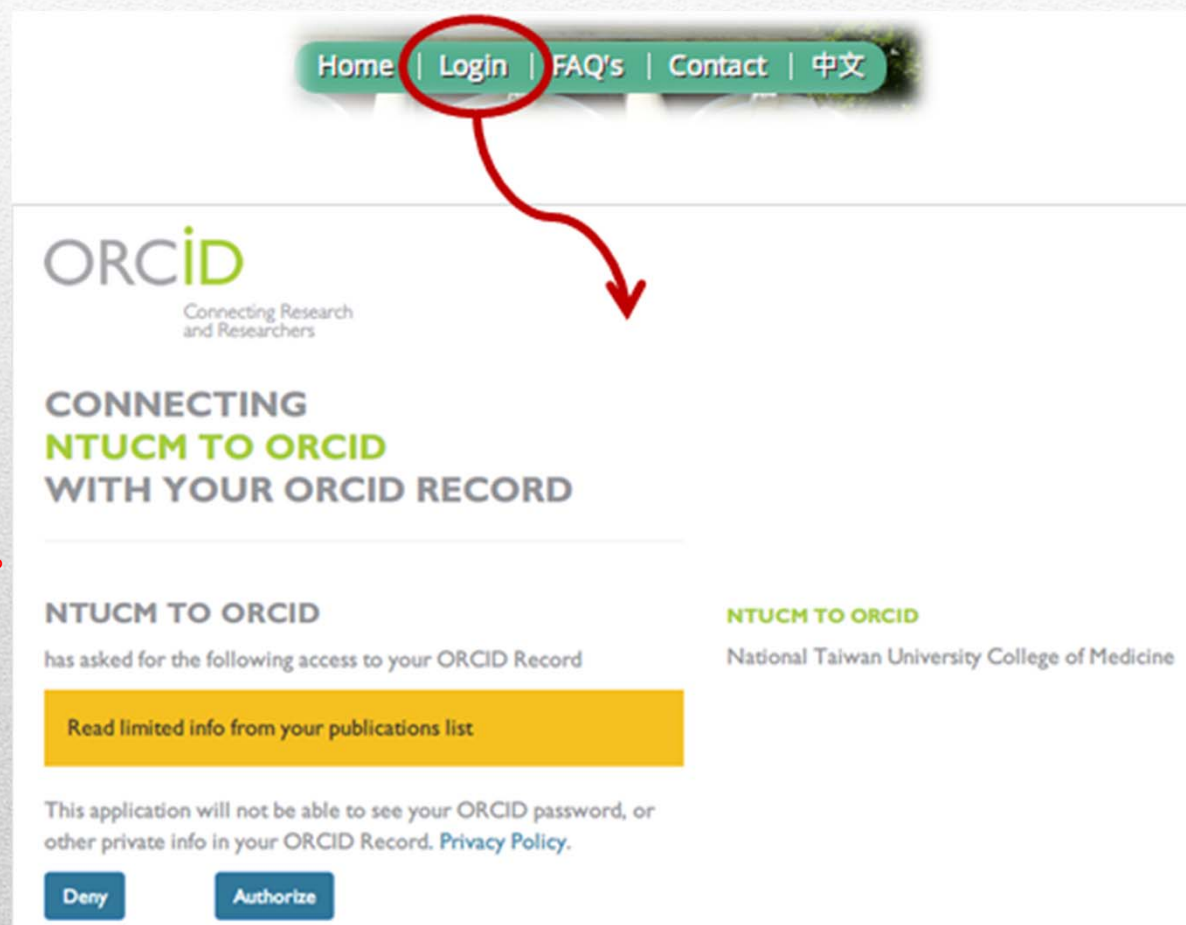 Home | Login | FAQ's | Contact | 中文
ORCiD
Connecting Research
and Researchers
CONNECTING
NTUCM TO ORCID
WITH YOUR ORCID RECORD
NTUCM TO ORCID
has asked for the following access to your ORCID Record
Read limited info from your publications list
This application will not be able to see your ORCID password, or
other private info in your ORCID Record. Privacy Policy.
Deny
Authorize
NTUCM TO ORCID
National Taiwan University College of Medicine